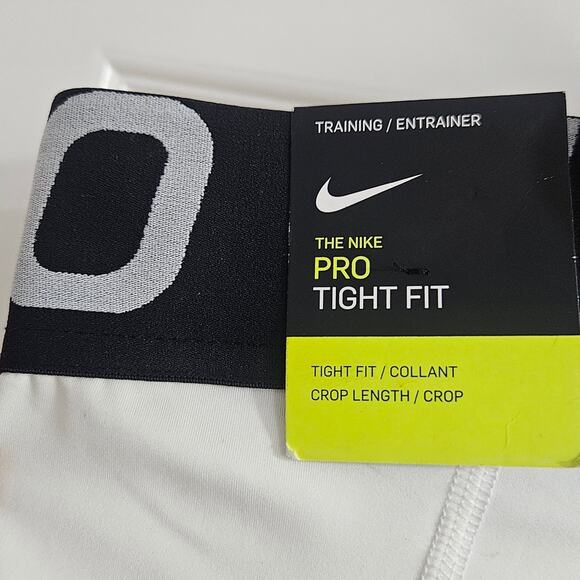 O
TRAINING / ENTRAINER
THE NIKE
PRO
TIGHT FIT
TIGHT FIT / COLLANT
CROP LENGTH / CROP